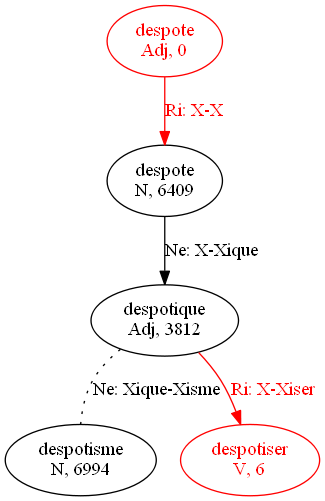 despote
Adj, 0
Ri: X-X
despote
N, 6409
Ne: X-Xique
despotique
Adj, 3812
Ne: Xique-Xisme
Ri: X-Xiser
despotisme
N, 6994
despotiser
V, 6